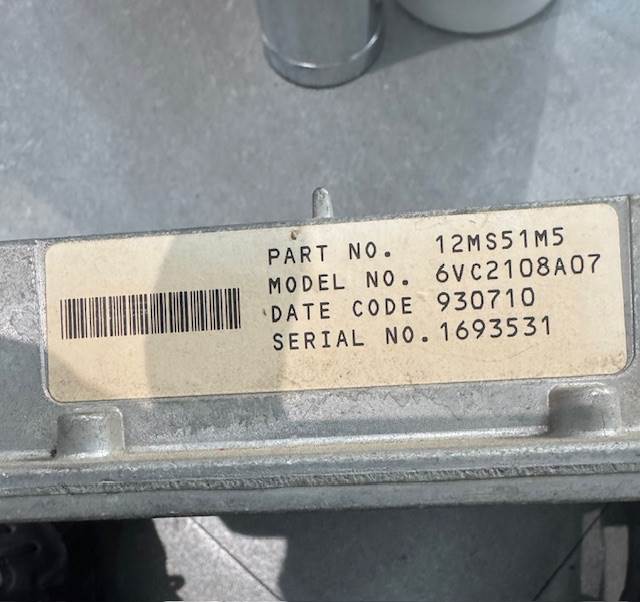 PART NO. 12MS51M5
MODEL NO. 6VC2108A07
DATE CODE 930710
SERIAL NO. 1693531